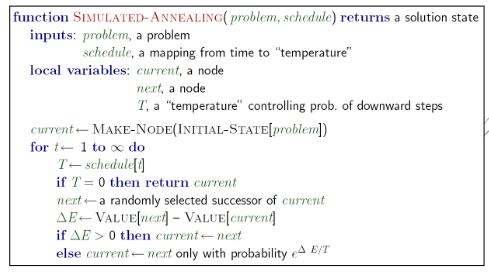 function SIMULATED-ANNEALING( problem, schedule) returns a solution state
inputs: problem, a problem
schedule, a mapping from time to “temperature”
local variables: current, a node
next, a node
T, a “temperature” controlling prob. of downward steps
current ← MAKE-NODE(INITIAL-STATE[problem])
for t ← 1 to ∞ do
T ← schedule[t]
if T = 0 then return current
next ← a randomly selected successor of current
ΔE ← VALUE[next] – VALUE[current]
if ΔE > 0 then current ← next
else current ← next only with probability e^Δ E/T